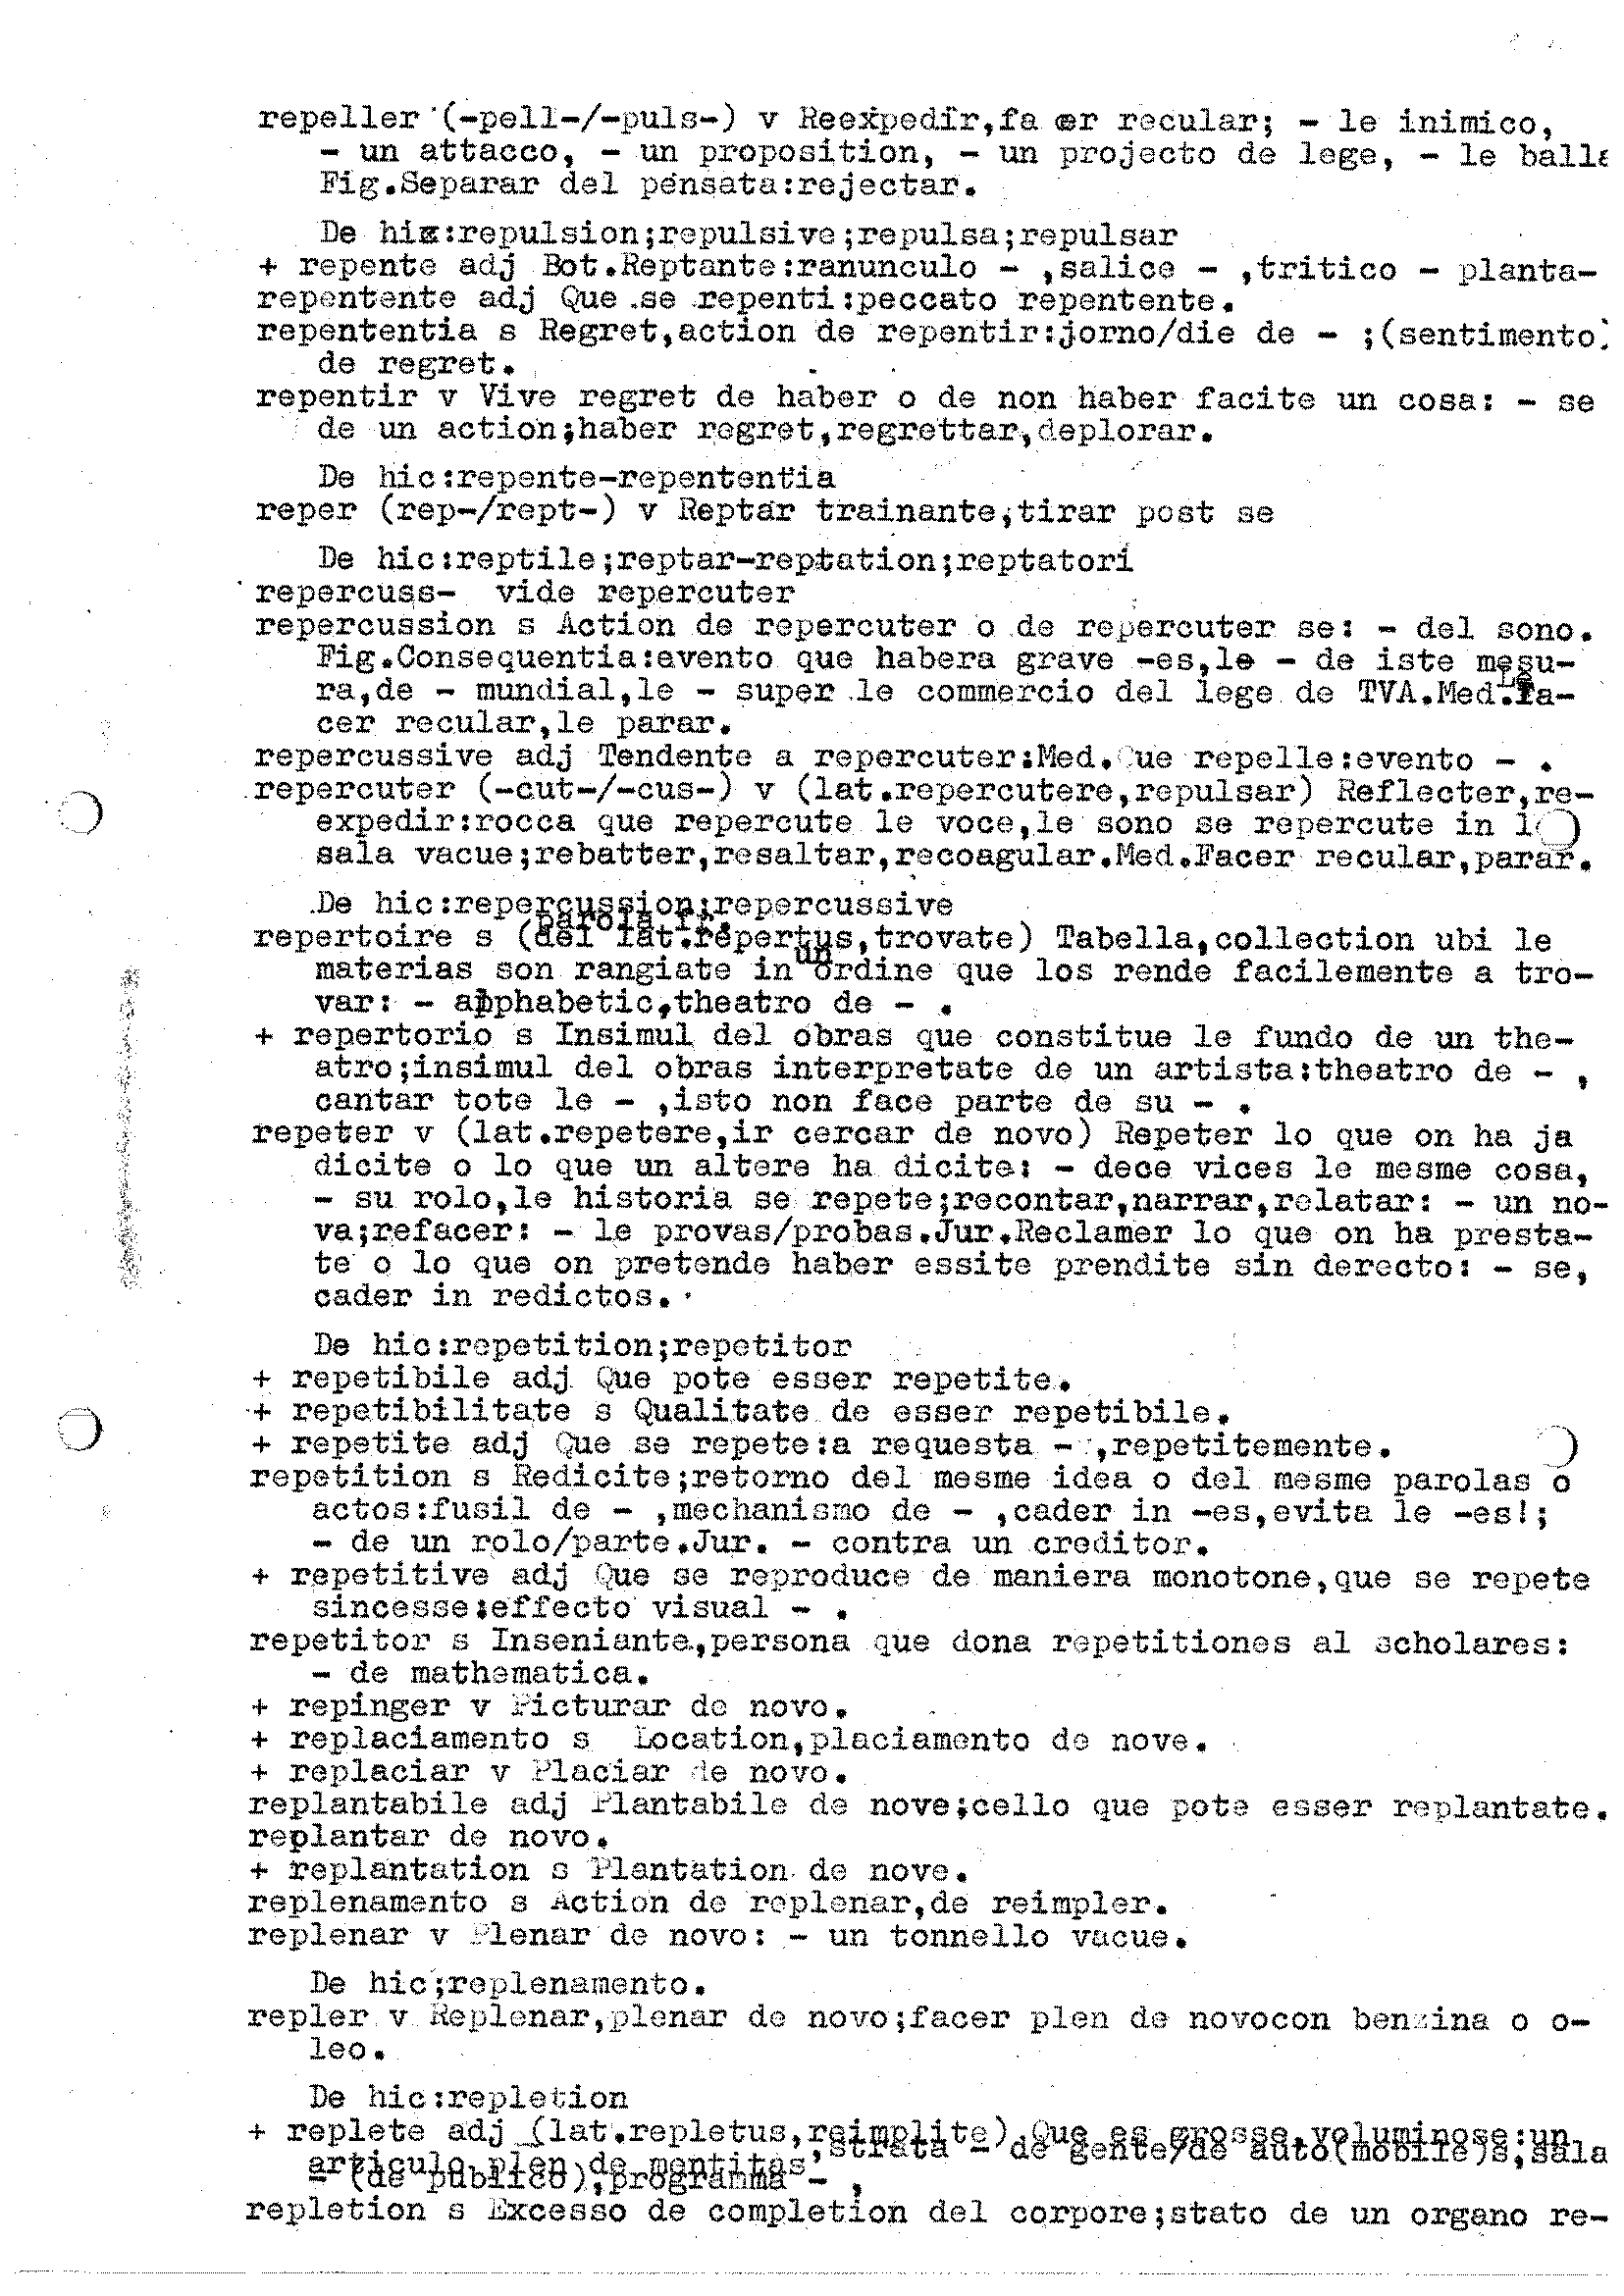 repeller (-pell-/-puls-) v Reexpedir,fa cer recular; - le inimico,
- un attacco, - un proposition, - un projecto de lege, - le balla
Fig.Separar del pensata:rejectar.
De hic:repulsion;repulsive;repulsa;repulsar
+ repente adj Bot.Reptante:ranunculo - ,salice - ,tritico - planta-
repentente adj Que se repenti:peccato repentente.
repententia s Regret,action de repentir:jorno/die de - ;(sentimento)
de regret.
repentir v Vive regret de haber o de non haber facite un cosa: - se
de un action;haber regret,regrettar,deplorar.
De hic:repente-repententia
reper (rep-/rept-) v Reptar trainante,tirar post se
De hic:reptile;reptar-reptation;reptatori
repercuss- vide repercuter
repercussion s Action de repercuter o de repercuter se: - del sono.
Fig.Consequentia:evento que habera grave -es,le - de iste mesu-
ra,de - mundial,le - super le commercio del lege de TVA.Med.Fa-
cer recular,le parar.
repercussive adj Tendente a repercuter:Med.Que repelle:evento - .
repercuter (-cut-/-cus-) v (lat.repercutere,repulsar) Reflecter,re-
expedir:rocca que repercute le voce,le sono se repercute in l
sala vacue;rebatter,resaltar,recoagular.Med.Facer recular,parar.
De hic:repercussion;repercussive
repertoire s (parola fr. del lat.repertus,trovate) Tabella,collection ubi le
materias son rangiate in un ordine que los rende facilemente a tro-
var: - alphabetic,theatro de - .
+ repertorio s Insimul del obras que constitue le fundo de un the-
atro;insimul del obras interpretate de un artista:theatro de - ,
cantar tote le - ,isto non face parte de su - .
repeter v (lat.repetere,ir cercar de novo) Repeter lo que on ha ja
dicite o lo que un altere ha dicite: - dece vices le mesme cosa,
- su rolo,le historia se repete;recontar,narrar,relatar: - un no-
va;refacer: - le provas/probas.Jur.Reclamer lo que on ha presta-
te o lo que on pretende haber essite prendite sin derecto: - se,
cader in redictos.
De hic:repetition;repetitor
+ repetibile adj Que pote esser repetite.
+ repetibilitate s Qualitate de esser repetibile.
+ repetite adj Que se repete:a requesta - ,repetitemente.
repetition s Redicite;retorno del mesme idea o del mesme parolas o
actos:fusil de - ,mechanismo de - ,cader in -es,evita le -es!;
- de un rolo/parte.Jur. - contra un creditor.
+ repetitive adj Que se reproduce de maniera monotone,que se repete
sincesse:effecto visual - .
repetitor s Inseniante,persona que dona repetitiones al scholares:
- de mathematica.
+ repinger v Picturar de novo.
+ replaciamento s Location,placiamento de nove.
+ replaciar v Placiar de novo.
replantabile adj Plantabile de nove;cello que pote esser replantate.
replantar de novo.
+ replantation s Plantation de nove.
replenamento s Action de replenar,de reimpler.
replenar v Plenar de novo: - un tonnello vacue.
De hic;replenamento.
repler v Replenar,plenar de novo;facer plen de novocon benzina o o-
leo.
De hic:repletion
+ replete adj (lat.repletus,reimplite) Que es grosse,voluminose:un
articulo plen de mentitas, strata - de gente/de auto(mobile)s;sala
- (de publico),programma - ,
repletion s Excesso de completion del corpore;stato de un organo re-